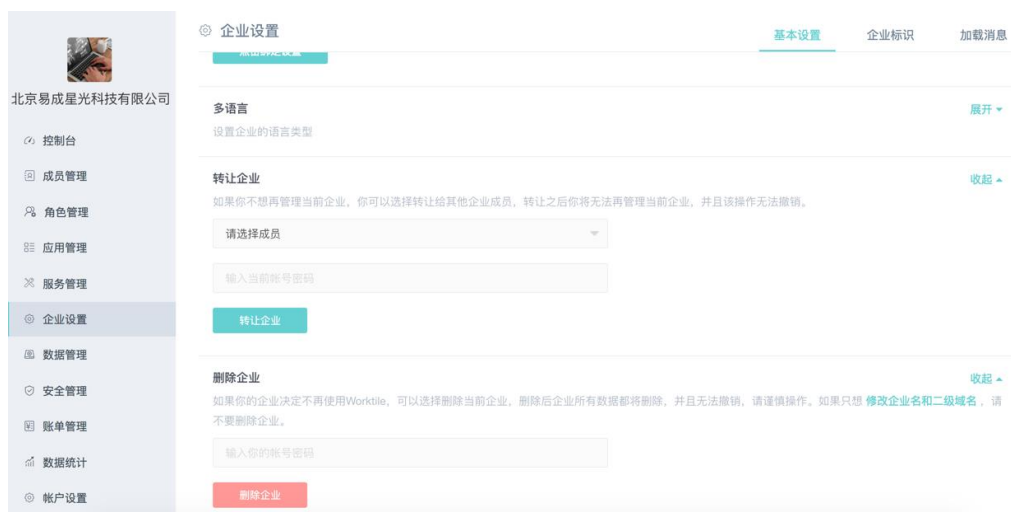 企业设置
基本设置 企业标识 加载消息
北京易成星光科技有限公司
控制台
成员管理
角色管理
应用管理
服务管理
企业设置
数据管理
安全管理
账单管理
数据统计
帐户设置
多语言 展开
设置企业的语言类型
转让企业 收起
如果你不想再管理当前企业，你可以选择转让给其他企业成员，转让之后你将无法再管理当前企业，并且该操作无法撤销。
请选择成员
输入当前帐号密码
转让企业
删除企业 收起
如果你的企业决定不再使用Worktile，可以选择删除当前企业，删除后企业所有数据都将删除，并且无法撤销，请谨慎操作。如果只想 修改企业名和二级域名 ，请
不要删除企业。
输入你的帐号密码
删除企业